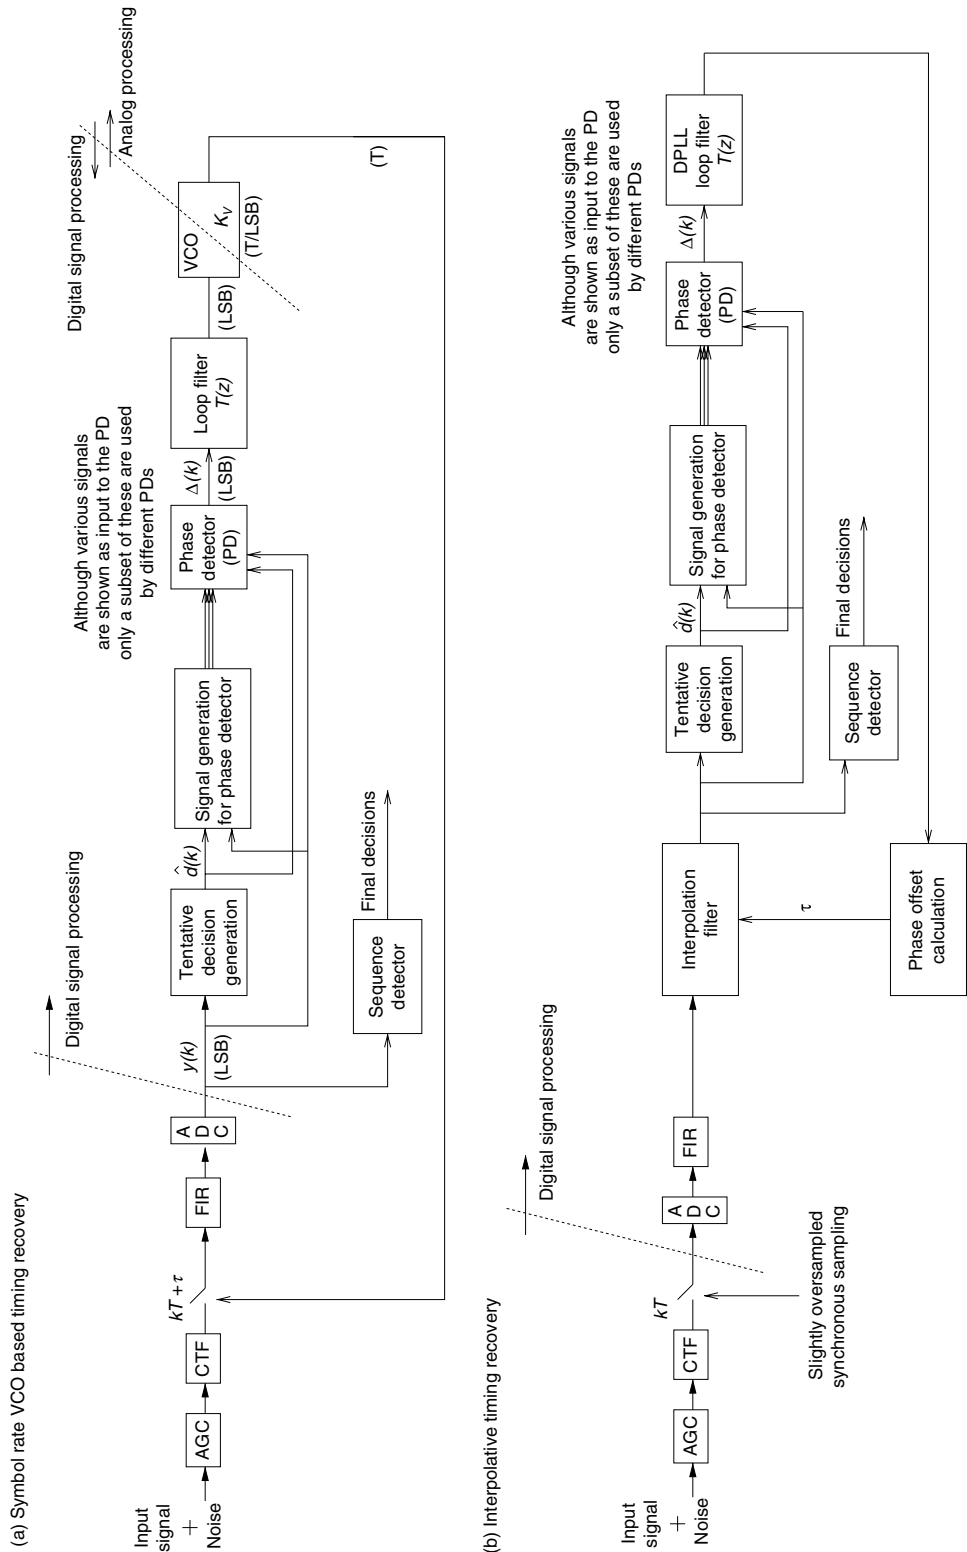 (a) Symbol rate VCO based timing recovery
Input
signal
+
Noise
AGC
CTF
kT + τ
FIR
A
D
C
Digital signal processing
y(k)
(LSB)
Tentative
decision
generation
d̂(k)
Sequence
detector
Final decisions
Signal generation
for phase detector
Although various signals
are shown as input to the PD
only a subset of these are used
by different PDs
Phase
detector
(PD)
Δ(k)
(LSB)
Loop filter
T(z)
(LSB)
VCO
K_V
(T/LSB)
Digital signal processing
Analog processing
(T)
(b) Interpolative timing recovery
Input
signal
+
Noise
AGC
CTF
kT
Slightly oversampled
synchronous sampling
A
D
C
FIR
Digital signal processing
Interpolation
filter
τ
Phase offset
calculation
Tentative
decision
generation
d̂(k)
Sequence
detector
Final decisions
Signal generation
for phase detector
Although various signals
are shown as input to the PD
only a subset of these are used
by different PDs
Phase
detector
(PD)
Δ(k)
DPLL
loop filter
T(z)